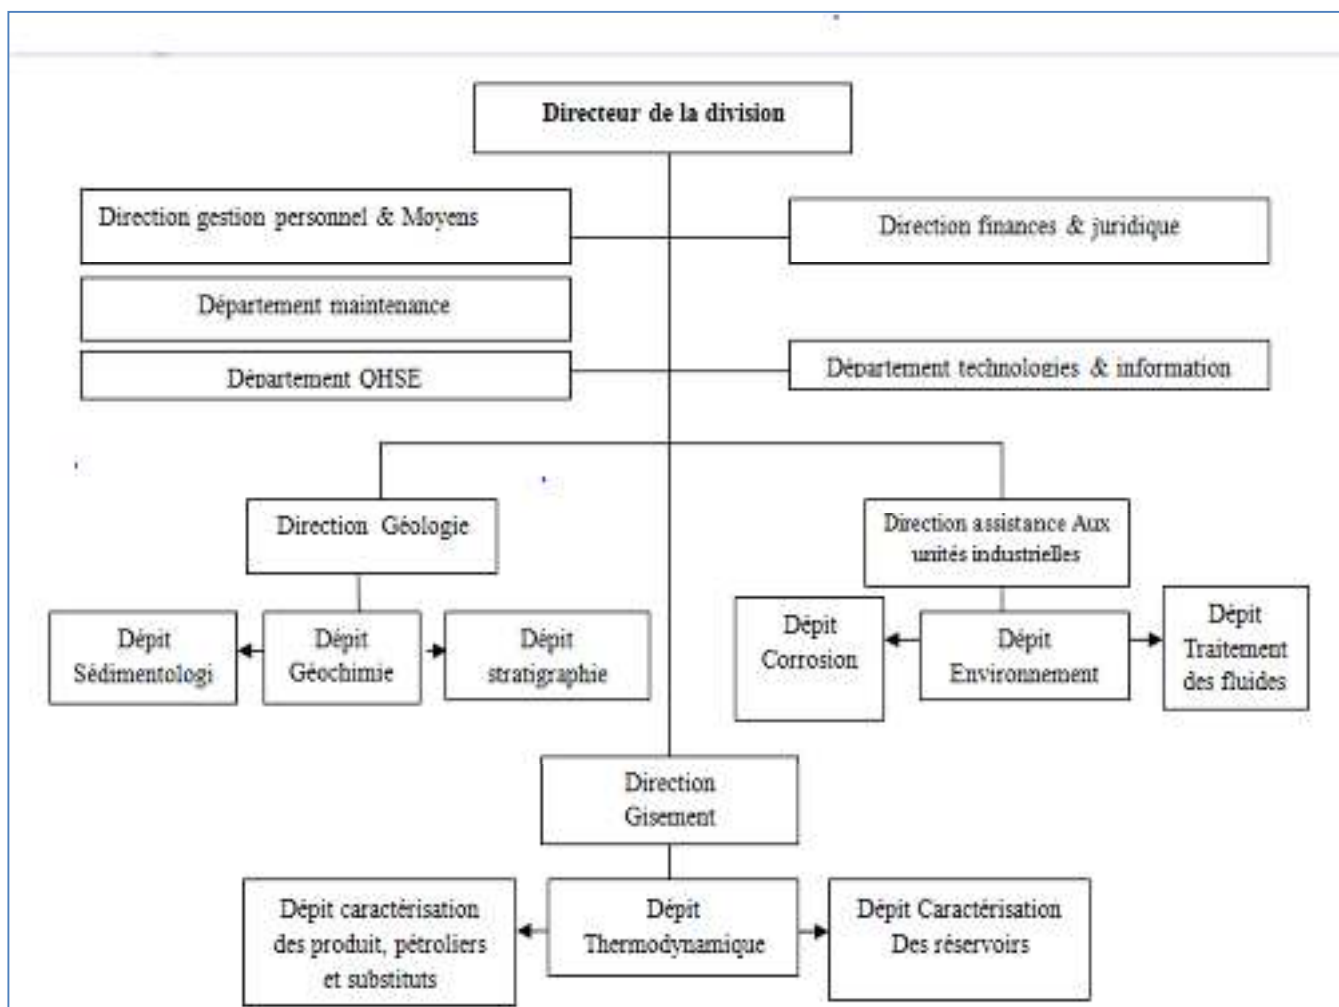 Directeur de la division
Direction gestion personnel & Moyens
Direction finances & juridique
Département maintenance
Département QHSE
Département technologies & information
Direction Géologie
Direction assistance Aux
unités industrielles
Dépit
Sédimentologi
Dépit
Géochimie
Dépit
stratigraphie
Dépit
Corrosion
Dépit
Environnement
Dépit
Traitement
des fluides
Direction
Gisement
Dépit caractérisation
des produit, pétroliers
et substituts
Dépit
Thermodynamique
Dépit Caractérisation
Des réservoirs